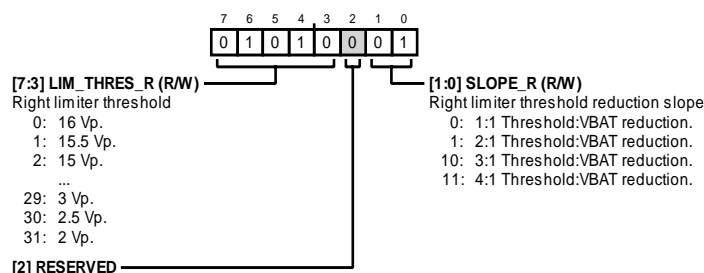 7 6 5 4 3 2 1 0
0 1 0 1 0 0 0 1
[7:3] LIM_THRES_R (R/W)
Right limiter threshold
0: 16 Vp.
1: 15.5 Vp.
2: 15 Vp.
...
29: 3 Vp.
30: 2.5 Vp.
31: 2 Vp.
[2] RESERVED
[1:0] SLOPE_R (R/W)
Right limiter threshold reduction slope
0: 1:1 Threshold:VBAT reduction.
1: 2:1 Threshold:VBAT reduction.
10: 3:1 Threshold:VBAT reduction.
11: 4:1 Threshold:VBAT reduction.